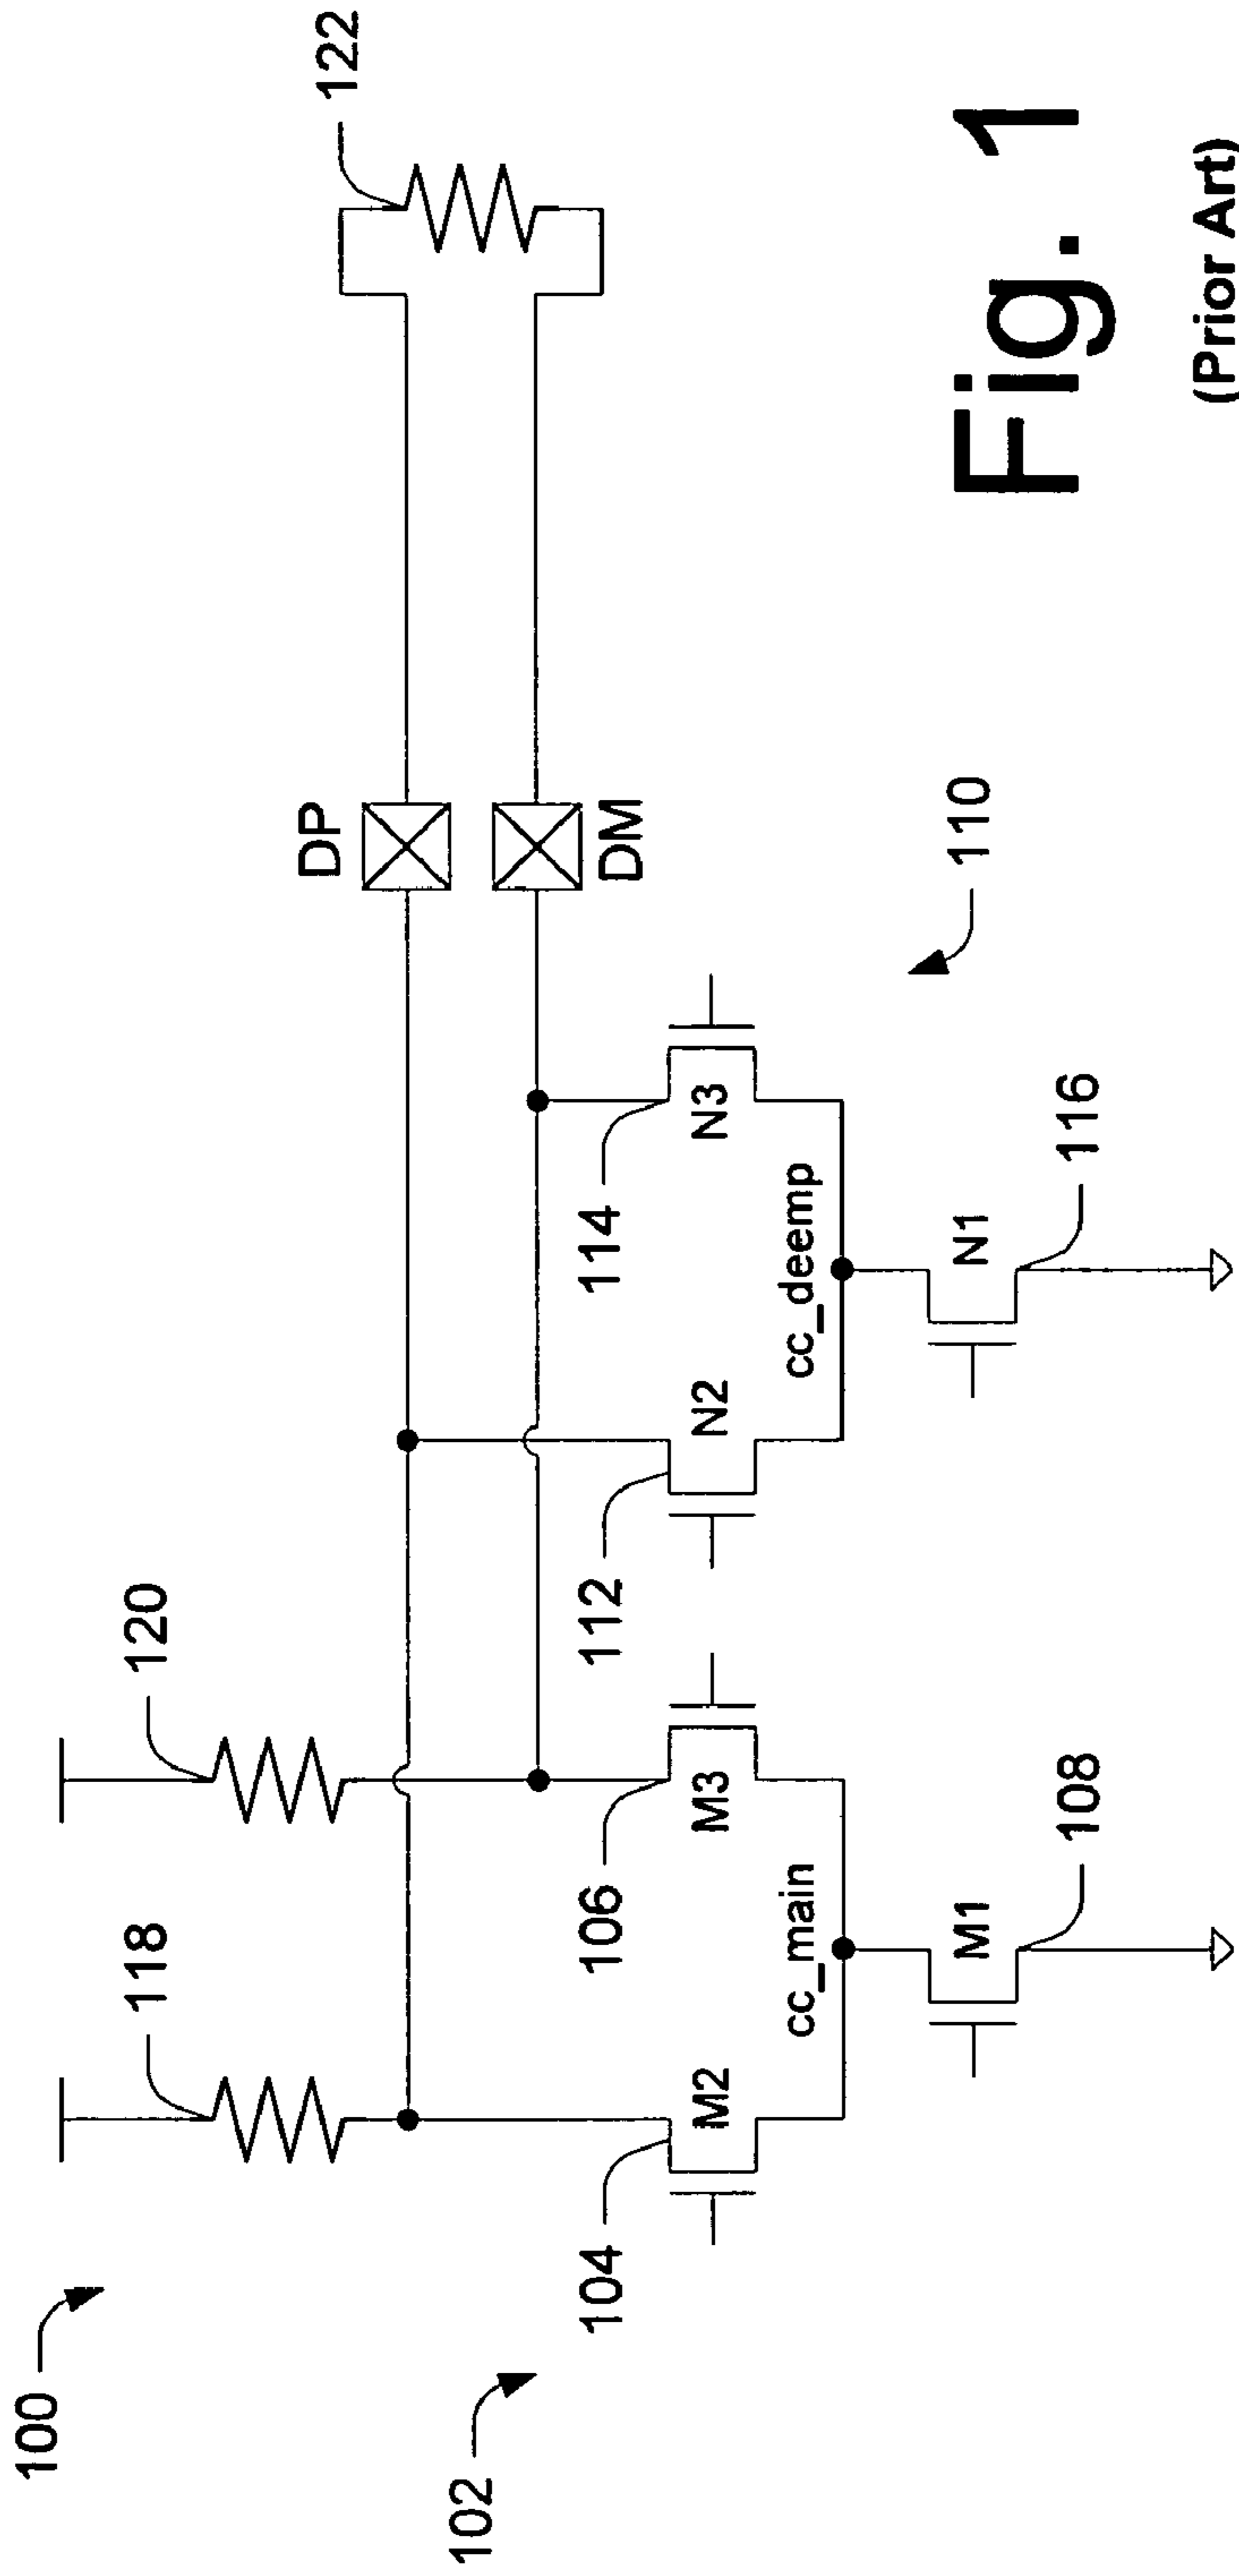 100
118
120
122
DP
DM
102
104
M2
106
M3
112
N2
114
N3
110
cc_main
cc_deemp
M1
108
N1
116
Fig. 1
(Prior Art)